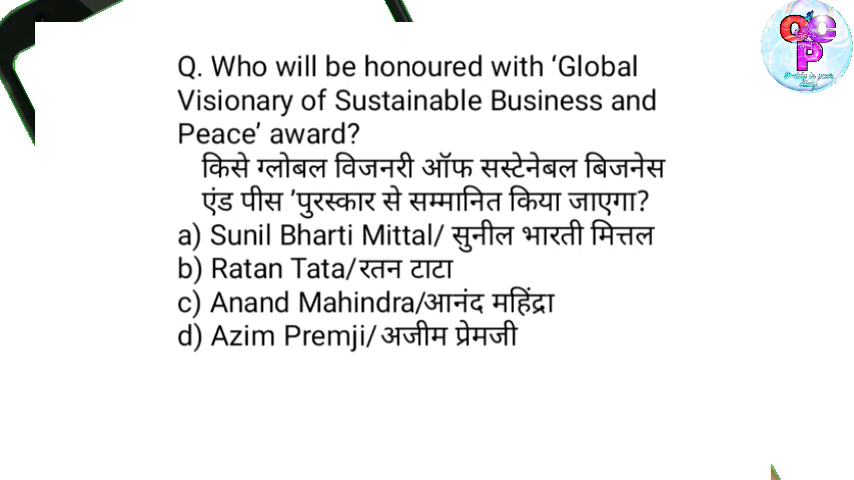 Q. Who will be honoured with ‘Global
Visionary of Sustainable Business and
Peace’ award?
किसे ग्लोबल विजनरी ऑफ सस्टेनेबल बिजनेस
एंड पीस ’पुरस्कार से सम्मानित किया जाएगा?
a) Sunil Bharti Mittal/ सुनील भारती मित्तल
b) Ratan Tata/रतन टाटा
c) Anand Mahindra/आनंद महिंद्रा
d) Azim Premji/ अजीम प्रेमजी
QC
P